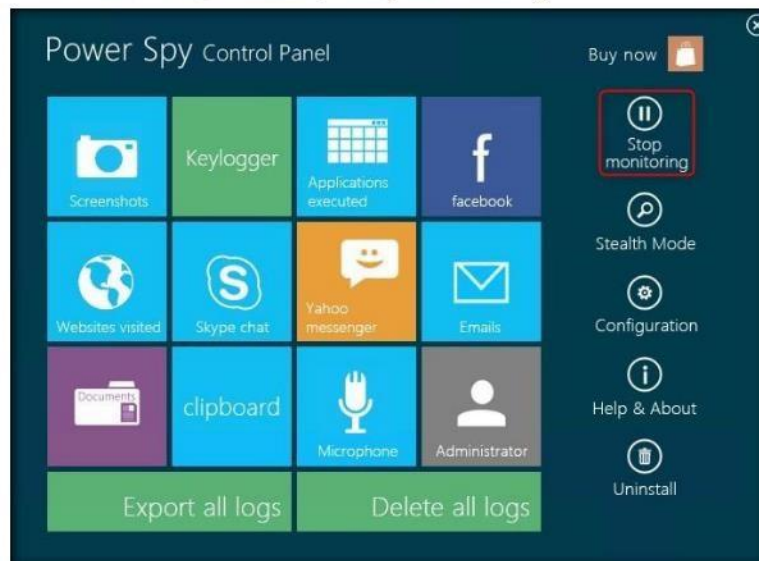 Power Spy Control Panel
Buy now
Screenshots
Keylogger
Applications
executed
facebook
Stop
monitoring
Stealth Mode
Websites visited
Skype chat
Yahoo
messenger
Emails
Configuration
Documents
clipboard
Microphone
Administrator
Help & About
Export all logs
Delete all logs
Uninstall